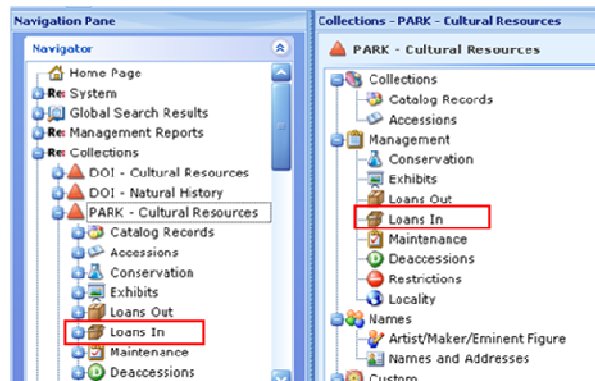 Navigation Pane
Navigator
Home Page
Re: System
Global Search Results
Re: Management Reports
Re: Collections
DOI - Cultural Resources
DOI - Natural History
PARK - Cultural Resources
Catalog Records
Accessions
Conservation
Exhibits
Loans Out
Loans In
Maintenance
Deaccessions
Collections - PARK - Cultural Resources
PARK - Cultural Resources
Collections
Catalog Records
Accessions
Management
Conservation
Exhibits
Loans Out
Loans In
Maintenance
Deaccessions
Restrictions
Locality
Names
Artist/Maker/Eminent Figure
Names and Addresses
Custom